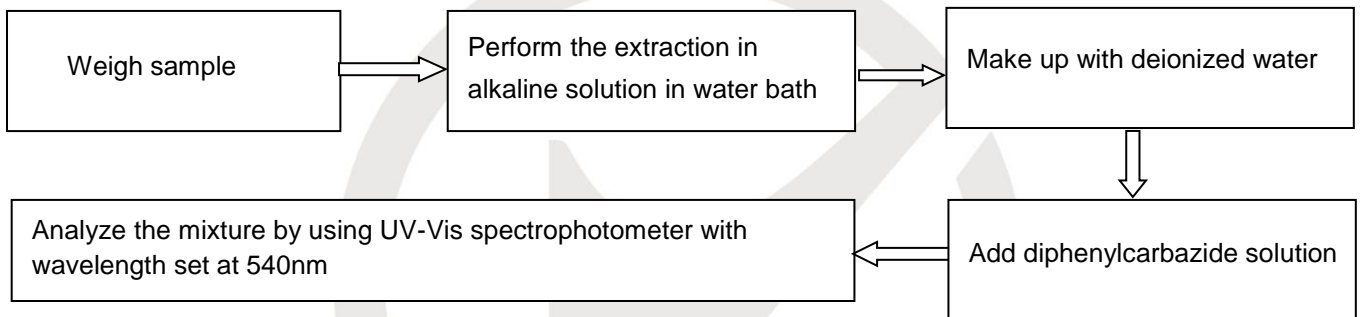 Weigh sample
Perform the extraction in
alkaline solution in water bath
Make up with deionized water
Add diphenylcarbazide solution
Analyze the mixture by using UV-Vis spectrophotometer with
wavelength set at 540nm